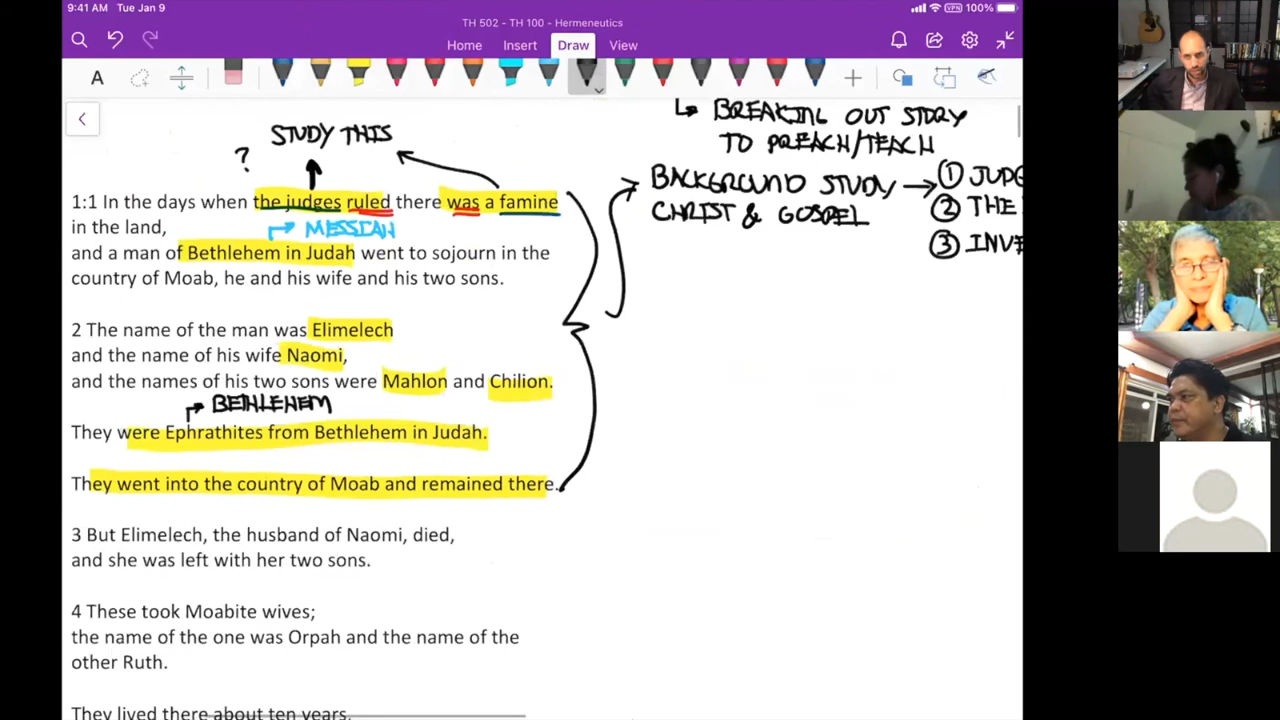 9:41 AM Tue Jan 9
VPN 100%
TH 502 - TH 100 - Hermeneutics
Home Insert Draw View
A
↳ BREAKING OUT STORY
TO PREACH/TEACH
STUDY THIS
?
BACKGROUND STUDY → ① JUDG
CHRIST & GOSPEL ② THE
③ INVE
1:1 In the days when the judges ruled there was a famine
in the land,
MESSIAH
and a man of Bethlehem in Judah went to sojourn in the
country of Moab, he and his wife and his two sons.
2 The name of the man was Elimelech
and the name of his wife Naomi,
and the names of his two sons were Mahlon and Chilion.
BETHLEHEM
They were Ephrathites from Bethlehem in Judah.
They went into the country of Moab and remained there.
3 But Elimelech, the husband of Naomi, died,
and she was left with her two sons.
4 These took Moabite wives;
the name of the one was Orpah and the name of the
other Ruth.
They lived there about ten years,